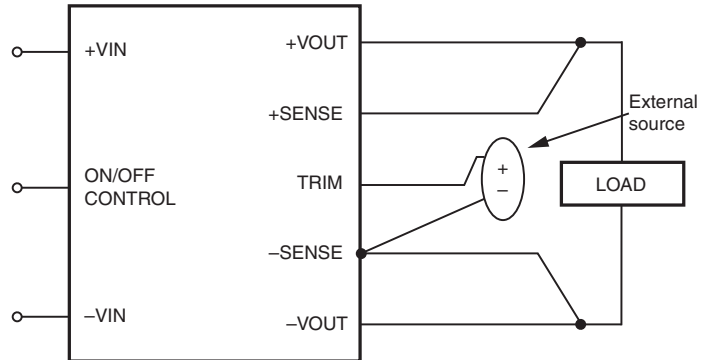 +VIN
ON/OFF
CONTROL
–VIN
+VOUT
+SENSE
TRIM
–SENSE
–VOUT
+
–
External
source
LOAD